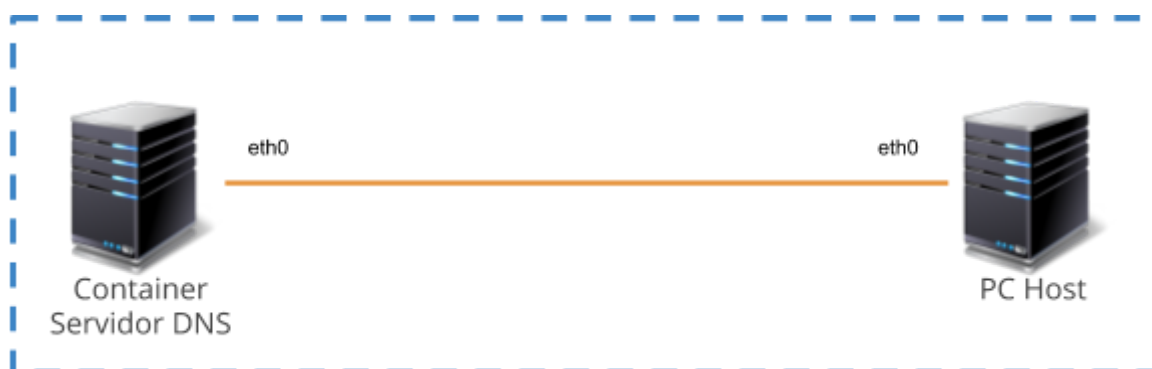 eth0
eth0
Container
Servidor DNS
PC Host